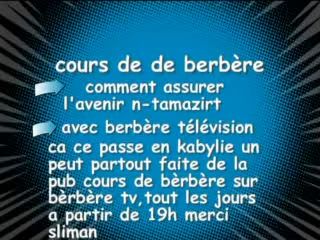 cours de de berbère
comment assurer
l'avenir n-tamazirt
avec berbère télévision
ca ce passe en kabylie un
peut partout faite de la
pub cours de bèrbère sur
bèrbère tv,tout les jours
a partir de 19h merci
sliman